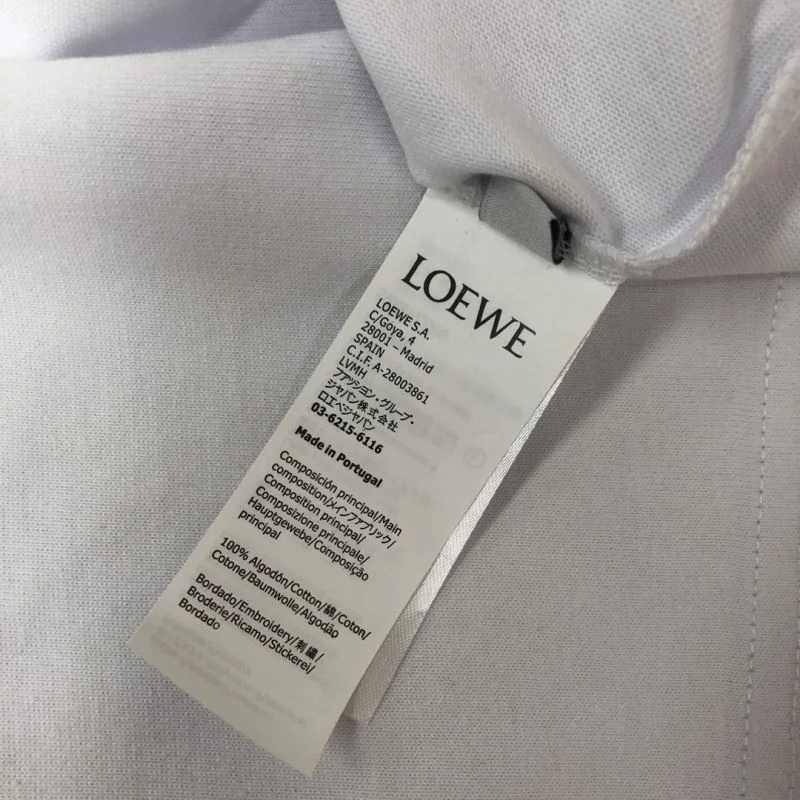 LOEWE
LOEWE S.A.
C/Goya, 4
28001 – Madrid
SPAIN
C.I.F. A-28003861
LVMH
ファッション・グループ・
ジャパン株式会社
ロエベジャパン
03-6215-6116
Made in Portugal
Composición principal/Main
composition/メインファブリック/
Composition principal/
Composizione principale/
Hauptgewebe/Composição
principal
100% Algodón/Cotton/綿/Coton/
Cotone/Baumwolle/Algodão
Bordado/Embroidery/刺繍/
Broderie/Ricamo/Stickerei/
Bordado